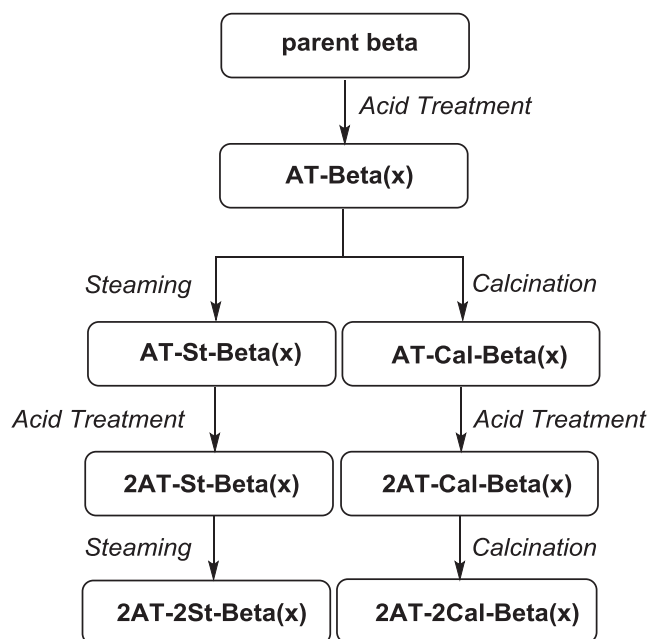 parent beta
Acid Treatment
AT-Beta(x)
Steaming
Calcination
AT-St-Beta(x)
AT-Cal-Beta(x)
Acid Treatment
Acid Treatment
2AT-St-Beta(x)
2AT-Cal-Beta(x)
Steaming
Calcination
2AT-2St-Beta(x)
2AT-2Cal-Beta(x)